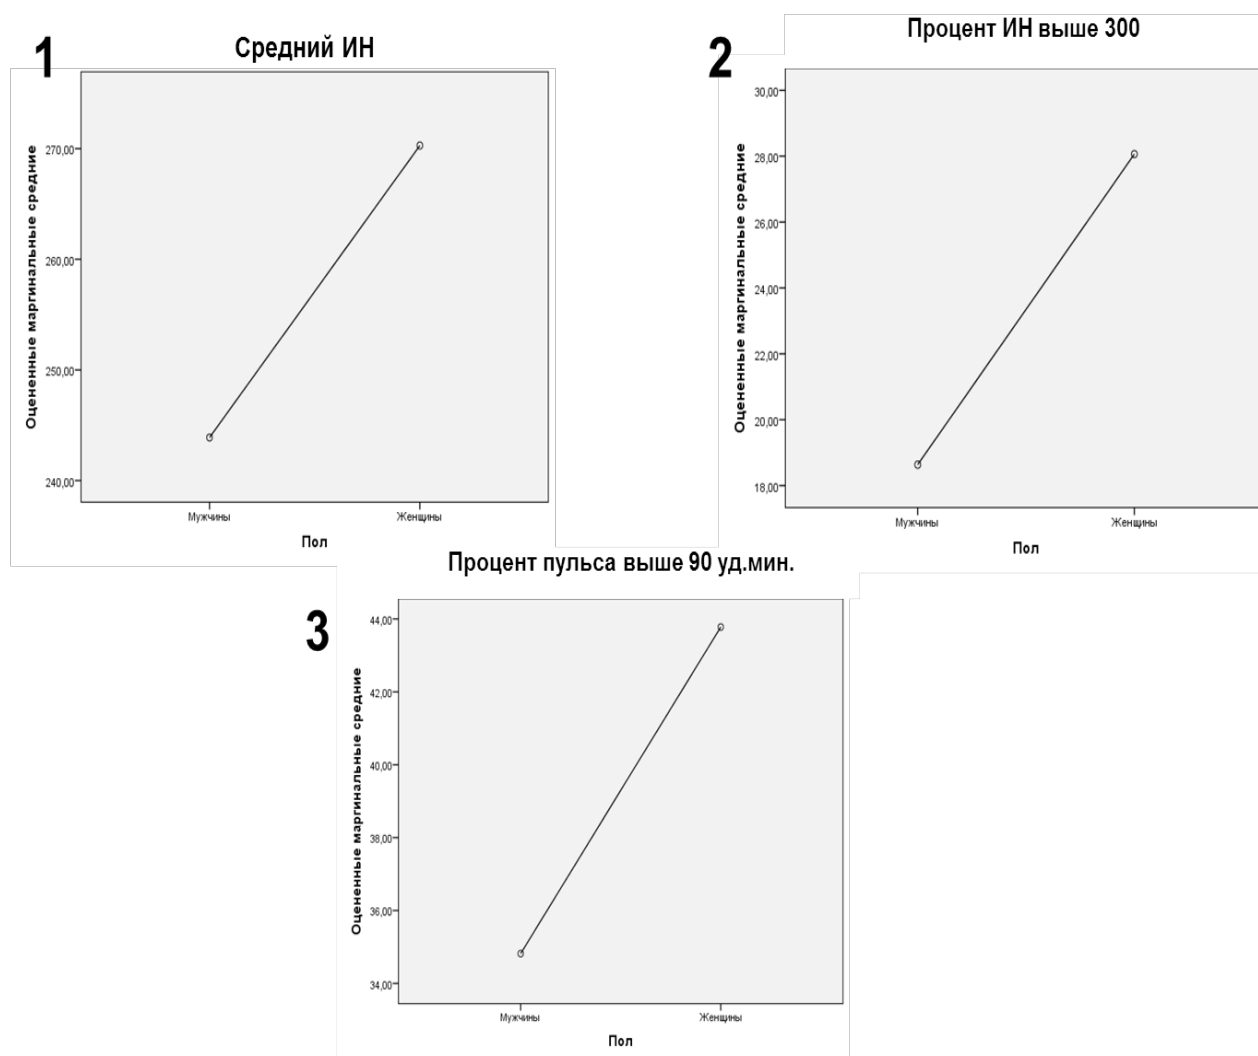 1
Средний ИН
Оцененные маргинальные средние
270,00
260,00
250,00
240,00
Мужчины
Женщины
Пол
2
Процент ИН выше 300
Оцененные маргинальные средние
30,00
28,00
26,00
24,00
22,00
20,00
18,00
Мужчины
Женщины
Пол
3
Процент пульса выше 90 уд.мин.
Оцененные маргинальные средние
44,00
42,00
40,00
38,00
36,00
34,00
Мужчины
Женщины
Пол